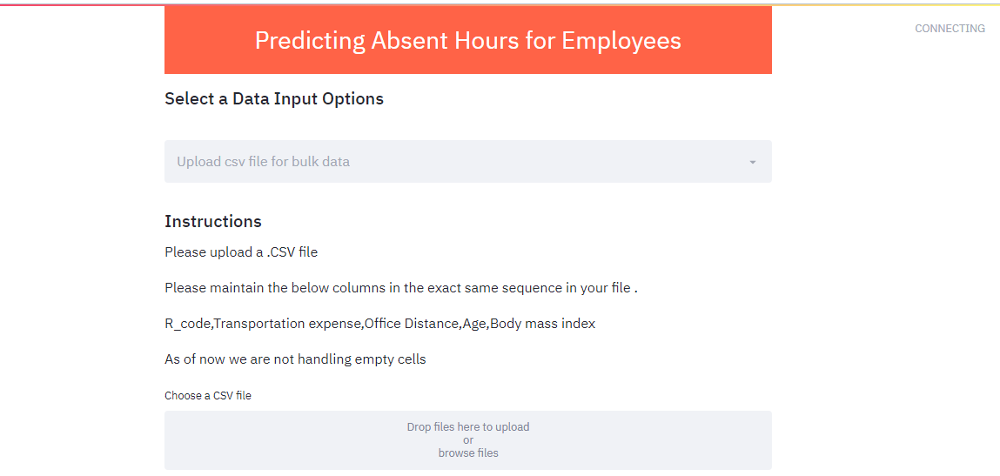 Predicting Absent Hours for Employees
CONNECTING
Select a Data Input Options
Upload csv file for bulk data
Instructions
Please upload a .CSV file
Please maintain the below columns in the exact same sequence in your file .
R_code,Transportation expense,Office Distance,Age,Body mass index
As of now we are not handling empty cells
Choose a CSV file
Drop files here to upload
or
browse files